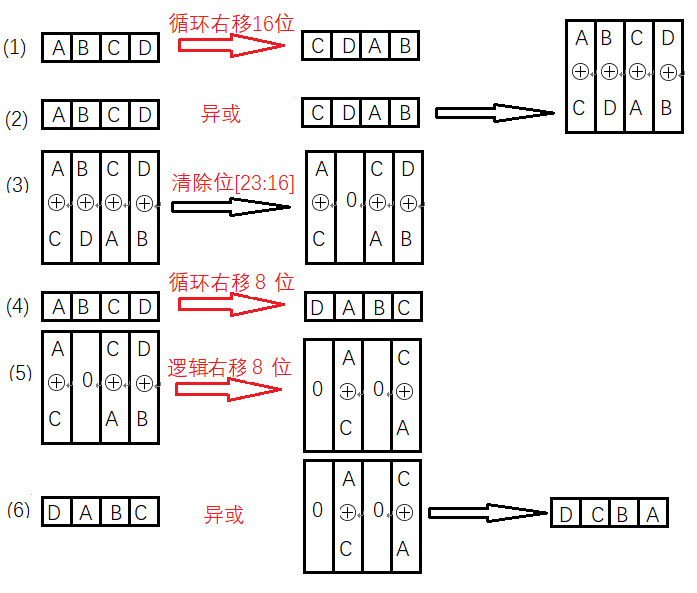 循环右移16位
(1) A B C D C D A B
(2) A B C D 异或 C D A B
A B C D
⊕ ⊕ ⊕ ⊕
C D A B
(3) A B C D 清除位[23:16] A C D
⊕ ⊕ ⊕ ⊕ ⊕ 0 ⊕ ⊕
C D A B C A B
循环右移 8 位
(4) A B C D D A B C
(5) A C D 逻辑右移 8 位 A C
⊕ 0 ⊕ ⊕ 0 ⊕ 0 ⊕
C A B C A
(6) D A B C 异或 A C
0 ⊕ 0 ⊕
C A
D C B A